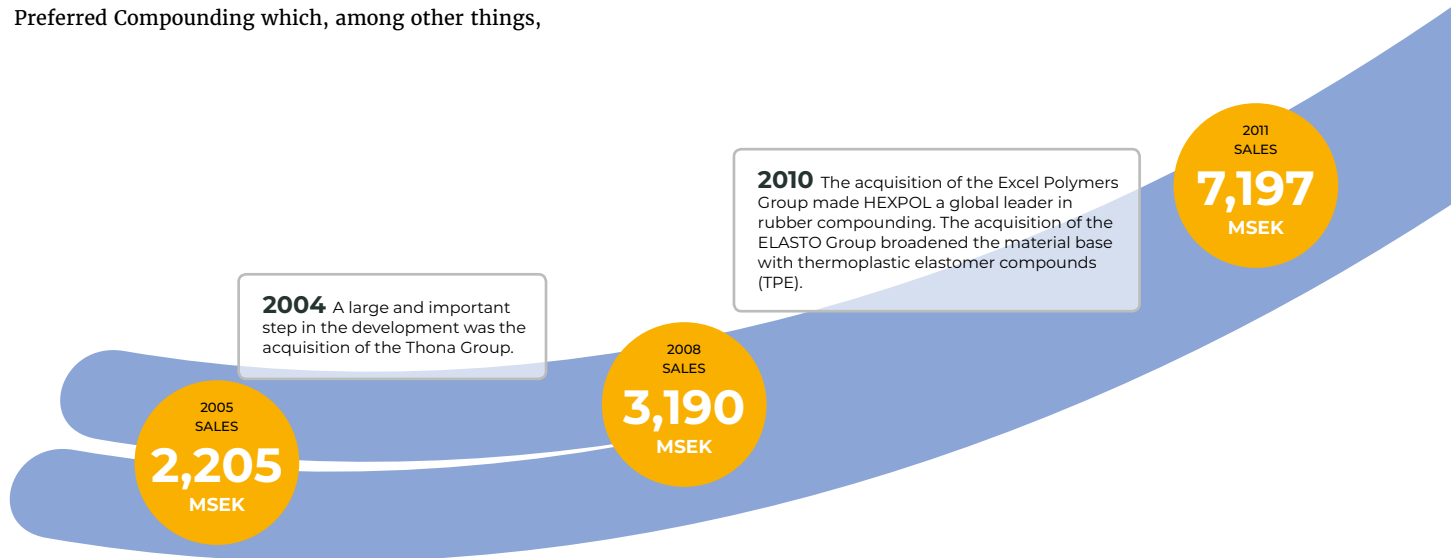 Preferred Compounding which, among other things,
2004 A large and important
step in the development was the
acquisition of the Thona Group.
2005
SALES
2,205
MSEK
2008
SALES
3,190
MSEK
2010 The acquisition of the Excel Polymers
Group made HEXPOL a global leader in
rubber compounding. The acquisition of the
ELASTO Group broadened the material base
with thermoplastic elastomer compounds
(TPE).
2011
SALES
7,197
MSEK